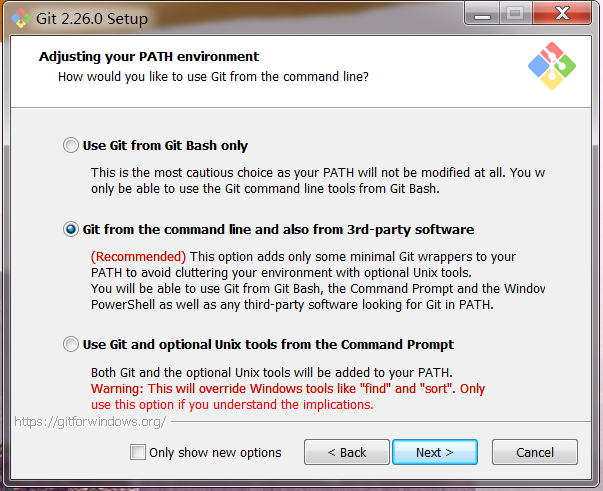 Git 2.26.0 Setup
Adjusting your PATH environment
How would you like to use Git from the command line?
Use Git from Git Bash only
This is the most cautious choice as your PATH will not be modified at all. You w
only be able to use the Git command line tools from Git Bash.
Git from the command line and also from 3rd-party software
(Recommended) This option adds only some minimal Git wrappers to your
PATH to avoid cluttering your environment with optional Unix tools.
You will be able to use Git from Git Bash, the Command Prompt and the Window
PowerShell as well as any third-party software looking for Git in PATH.
Use Git and optional Unix tools from the Command Prompt
Both Git and the optional Unix tools will be added to your PATH.
Warning: This will override Windows tools like "find" and "sort". Only
use this option if you understand the implications.
https://gitforwindows.org/
Only show new options
< Back
Next >
Cancel